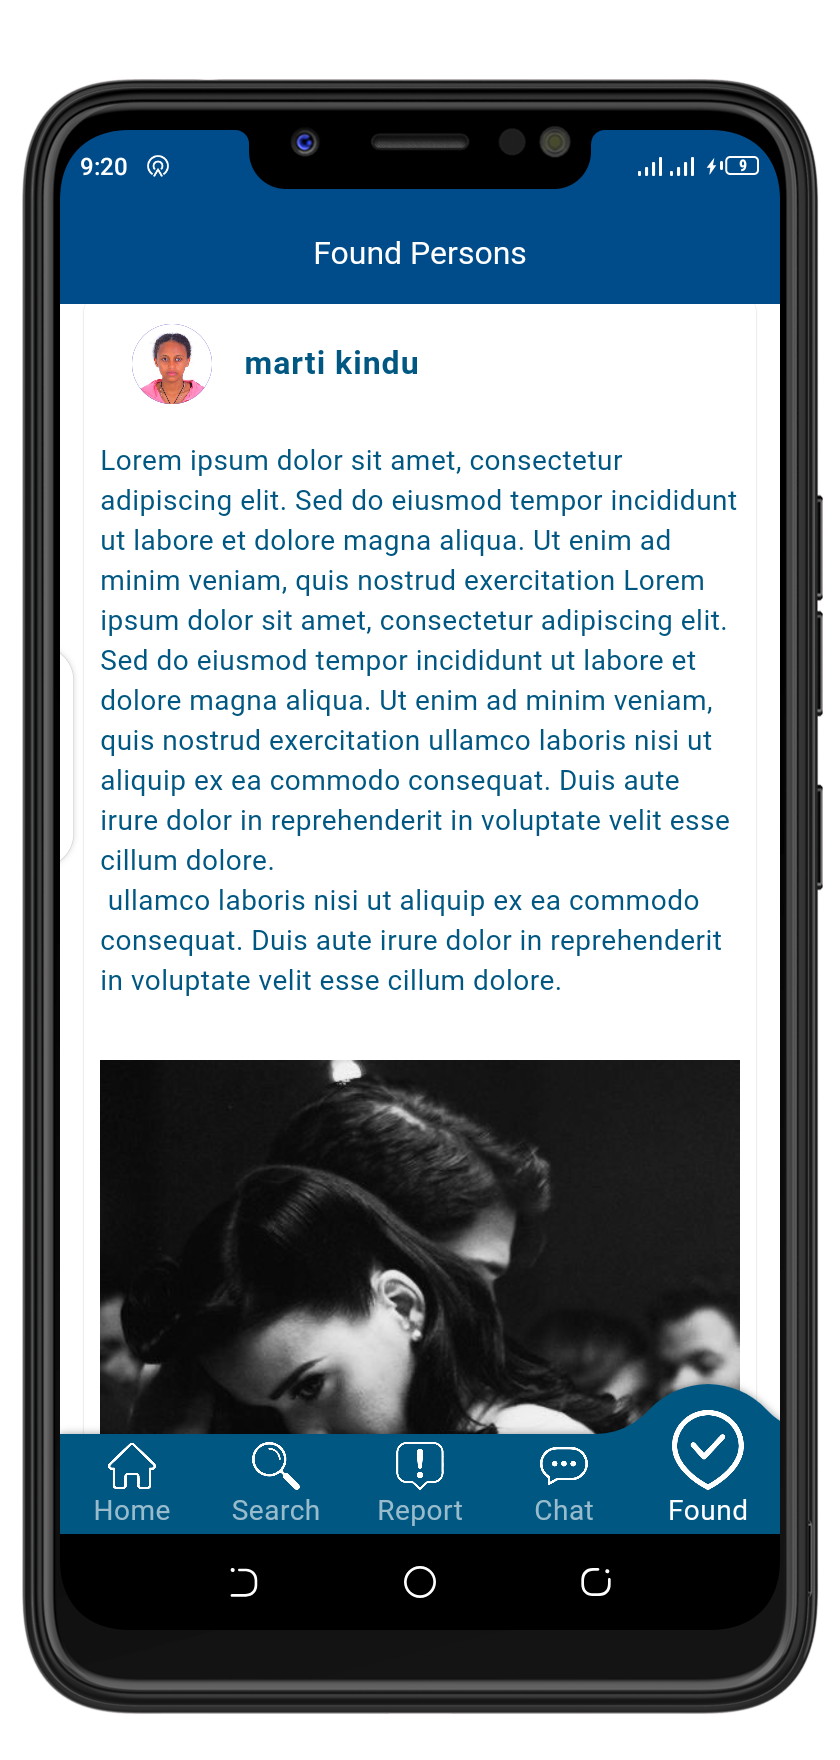 9:20
9
Found Persons
marti kindu
Lorem ipsum dolor sit amet, consectetur
adipiscing elit. Sed do eiusmod tempor incididunt
ut labore et dolore magna aliqua. Ut enim ad
minim veniam, quis nostrud exercitation Lorem
ipsum dolor sit amet, consectetur adipiscing elit.
Sed do eiusmod tempor incididunt ut labore et
dolore magna aliqua. Ut enim ad minim veniam,
quis nostrud exercitation ullamco laboris nisi ut
aliquip ex ea commodo consequat. Duis aute
irure dolor in reprehenderit in voluptate velit esse
cillum dolore.
ullamco laboris nisi ut aliquip ex ea commodo
consequat. Duis aute irure dolor in reprehenderit
in voluptate velit esse cillum dolore.
Home
Search
Report
Chat
Found